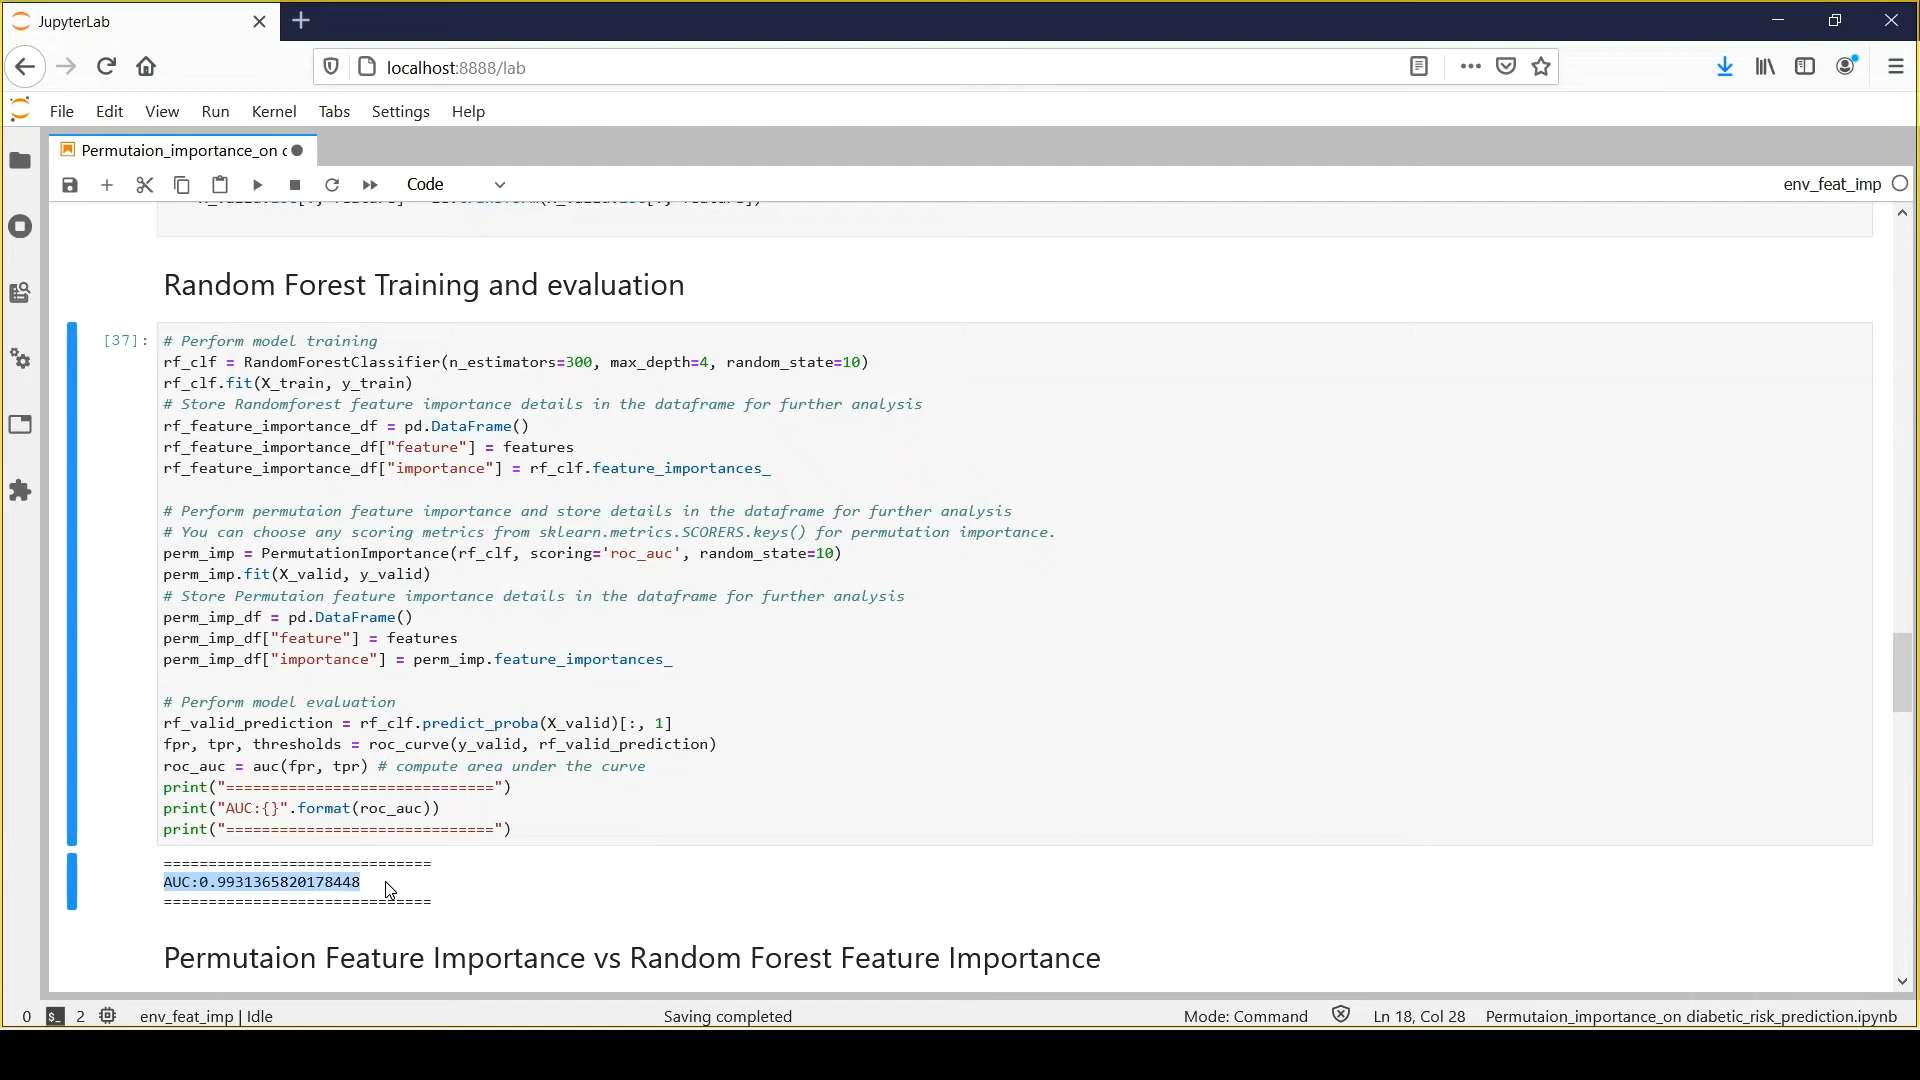 JupyterLab
localhost:8888/lab
File Edit View Run Kernel Tabs Settings Help
Permutaion_importance_on
Code
env_feat_imp
Random Forest Training and evaluation
[37]:
# Perform model training
rf_clf = RandomForestClassifier(n_estimators=300, max_depth=4, random_state=10)
rf_clf.fit(X_train, y_train)
# Store Randomforest feature importance details in the dataframe for further analysis
rf_feature_importance_df = pd.DataFrame()
rf_feature_importance_df["feature"] = features
rf_feature_importance_df["importance"] = rf_clf.feature_importances_
# Perform permutaion feature importance and store details in the dataframe for further analysis
# You can choose any scoring metrics from sklearn.metrics.SCORERS.keys() for permutation importance.
perm_imp = PermutationImportance(rf_clf, scoring='roc_auc', random_state=10)
perm_imp.fit(X_valid, y_valid)
# Store Permutaion feature importance details in the dataframe for further analysis
perm_imp_df = pd.DataFrame()
perm_imp_df["feature"] = features
perm_imp_df["importance"] = perm_imp.feature_importances_
# Perform model evaluation
rf_valid_prediction = rf_clf.predict_proba(X_valid)[:, 1]
fpr, tpr, thresholds = roc_curve(y_valid, rf_valid_prediction)
roc_auc = auc(fpr, tpr) # compute area under the curve
print("==============================")
print("AUC:{}".format(roc_auc))
print("==============================")
==============================
AUC:0.9931365820178448
==============================
Permutaion Feature Importance vs Random Forest Feature Importance
0 $_ 2 env_feat_imp | Idle Saving completed Mode: Command Ln 18, Col 28 Permutaion_importance_on diabetic_risk_prediction.ipynb